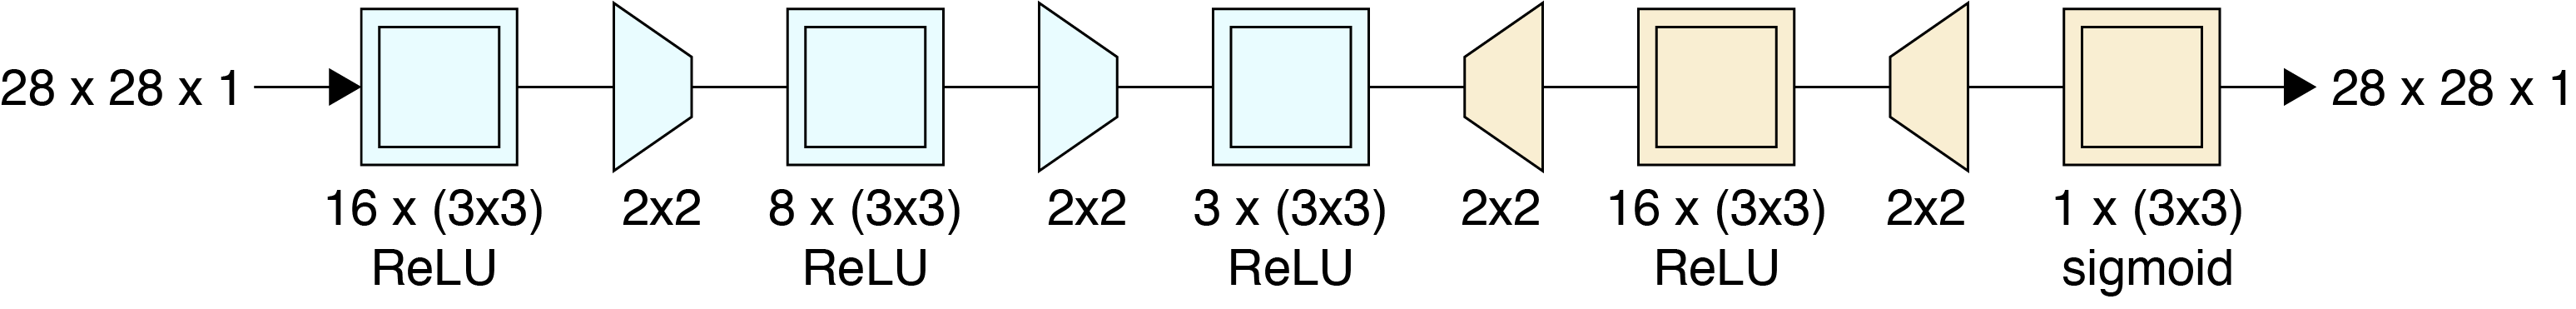 28 x 28 x 1
28 x 28 x 1
16 x (3x3) 2x2 8 x (3x3) 2x2 3 x (3x3) 2x2 16 x (3x3) 2x2 1 x (3x3)
ReLU ReLU ReLU ReLU sigmoid